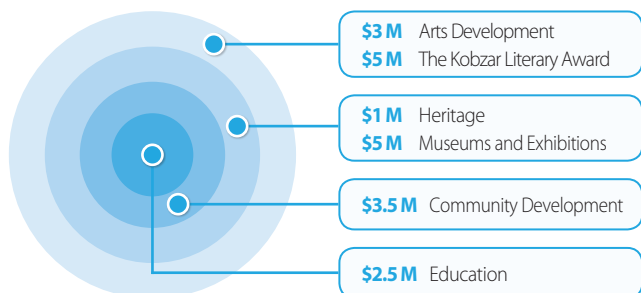 $3 M Arts Development
$5 M The Kobzar Literary Award
$1 M Heritage
$5 M Museums and Exhibitions
$3.5 M Community Development
$2.5 M Education